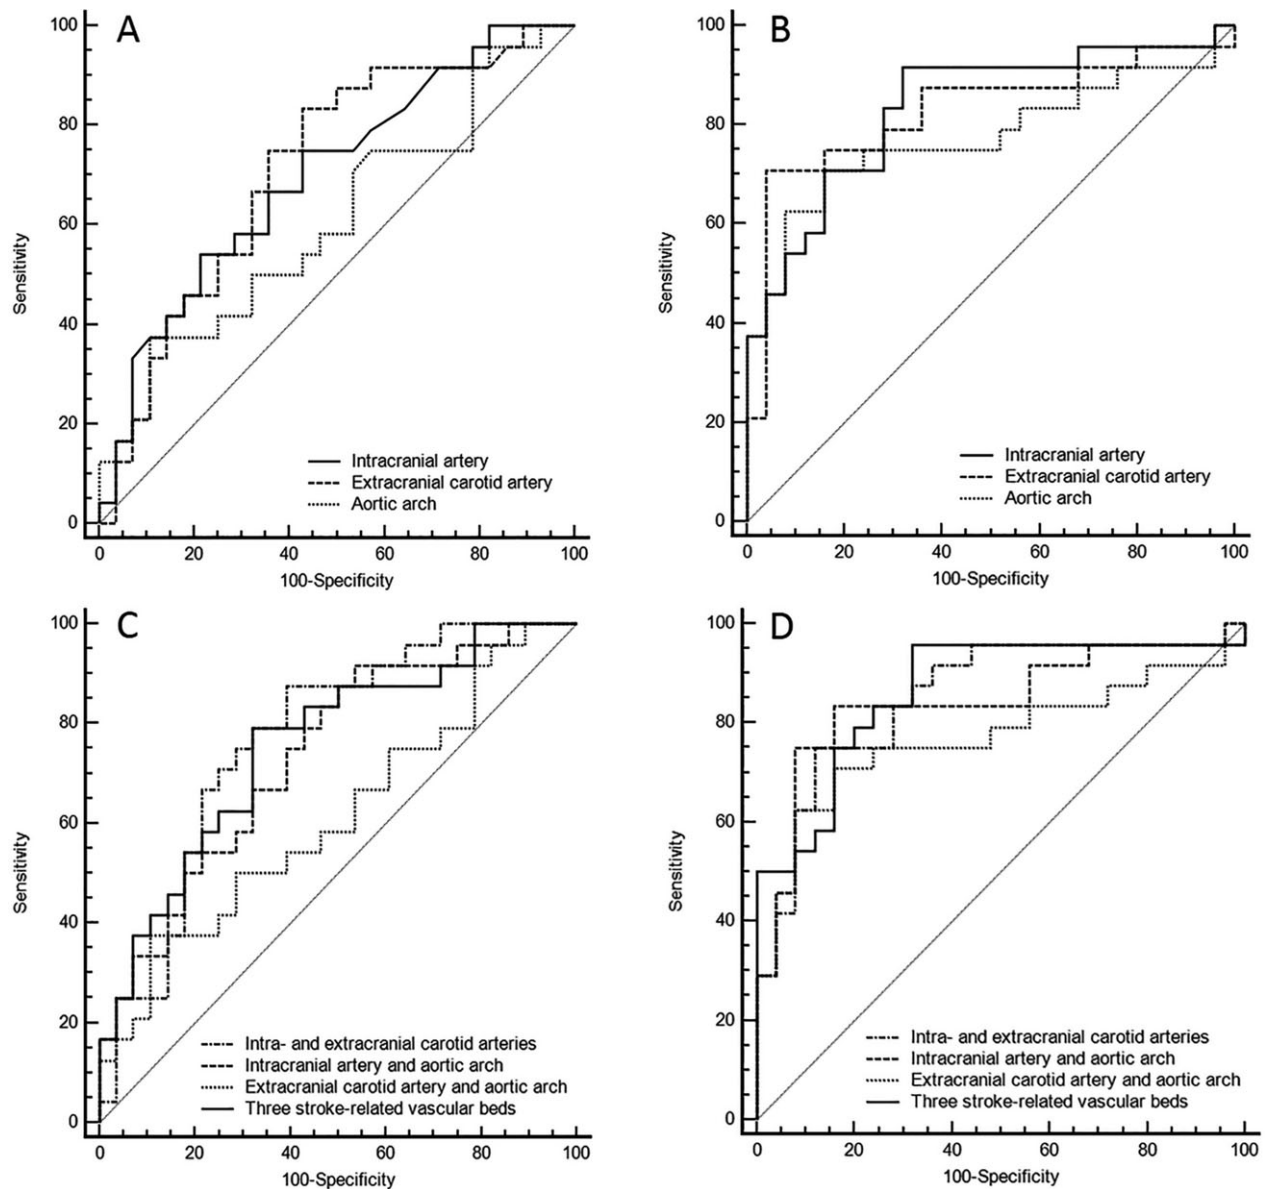 A
100
80
60
40
20
0
Sensitivity
Intracranial artery
Extracranial carotid artery
Aortic arch
0 20 40 60 80 100
100-Specificity
B
100
80
60
40
20
0
Sensitivity
Intracranial artery
Extracranial carotid artery
Aortic arch
0 20 40 60 80 100
100-Specificity
C
100
80
60
40
20
0
Sensitivity
Intra- and extracranial carotid arteries
Intracranial artery and aortic arch
Extracranial carotid artery and aortic arch
Three stroke-related vascular beds
0 20 40 60 80 100
100-Specificity
D
100
80
60
40
20
0
Sensitivity
Intra- and extracranial carotid arteries
Intracranial artery and aortic arch
Extracranial carotid artery and aortic arch
Three stroke-related vascular beds
0 20 40 60 80 100
100-Specificity